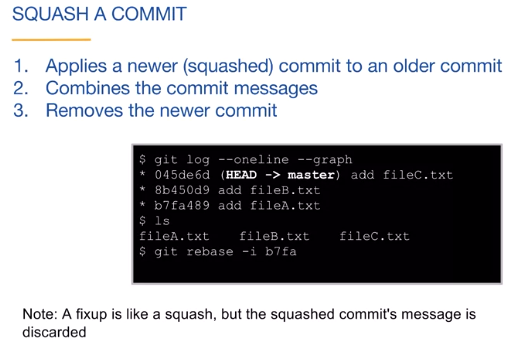 SQUASH A COMMIT
1. Applies a newer (squashed) commit to an older commit
2. Combines the commit messages
3. Removes the newer commit
$ git log --oneline --graph
* 045de6d (HEAD -> master) add fileC.txt
* 8b450d9 add fileB.txt
* b7fa489 add fileA.txt
$ ls
fileA.txt fileB.txt fileC.txt
$ git rebase -i b7fa
Note: A fixup is like a squash, but the squashed commit's message is
discarded